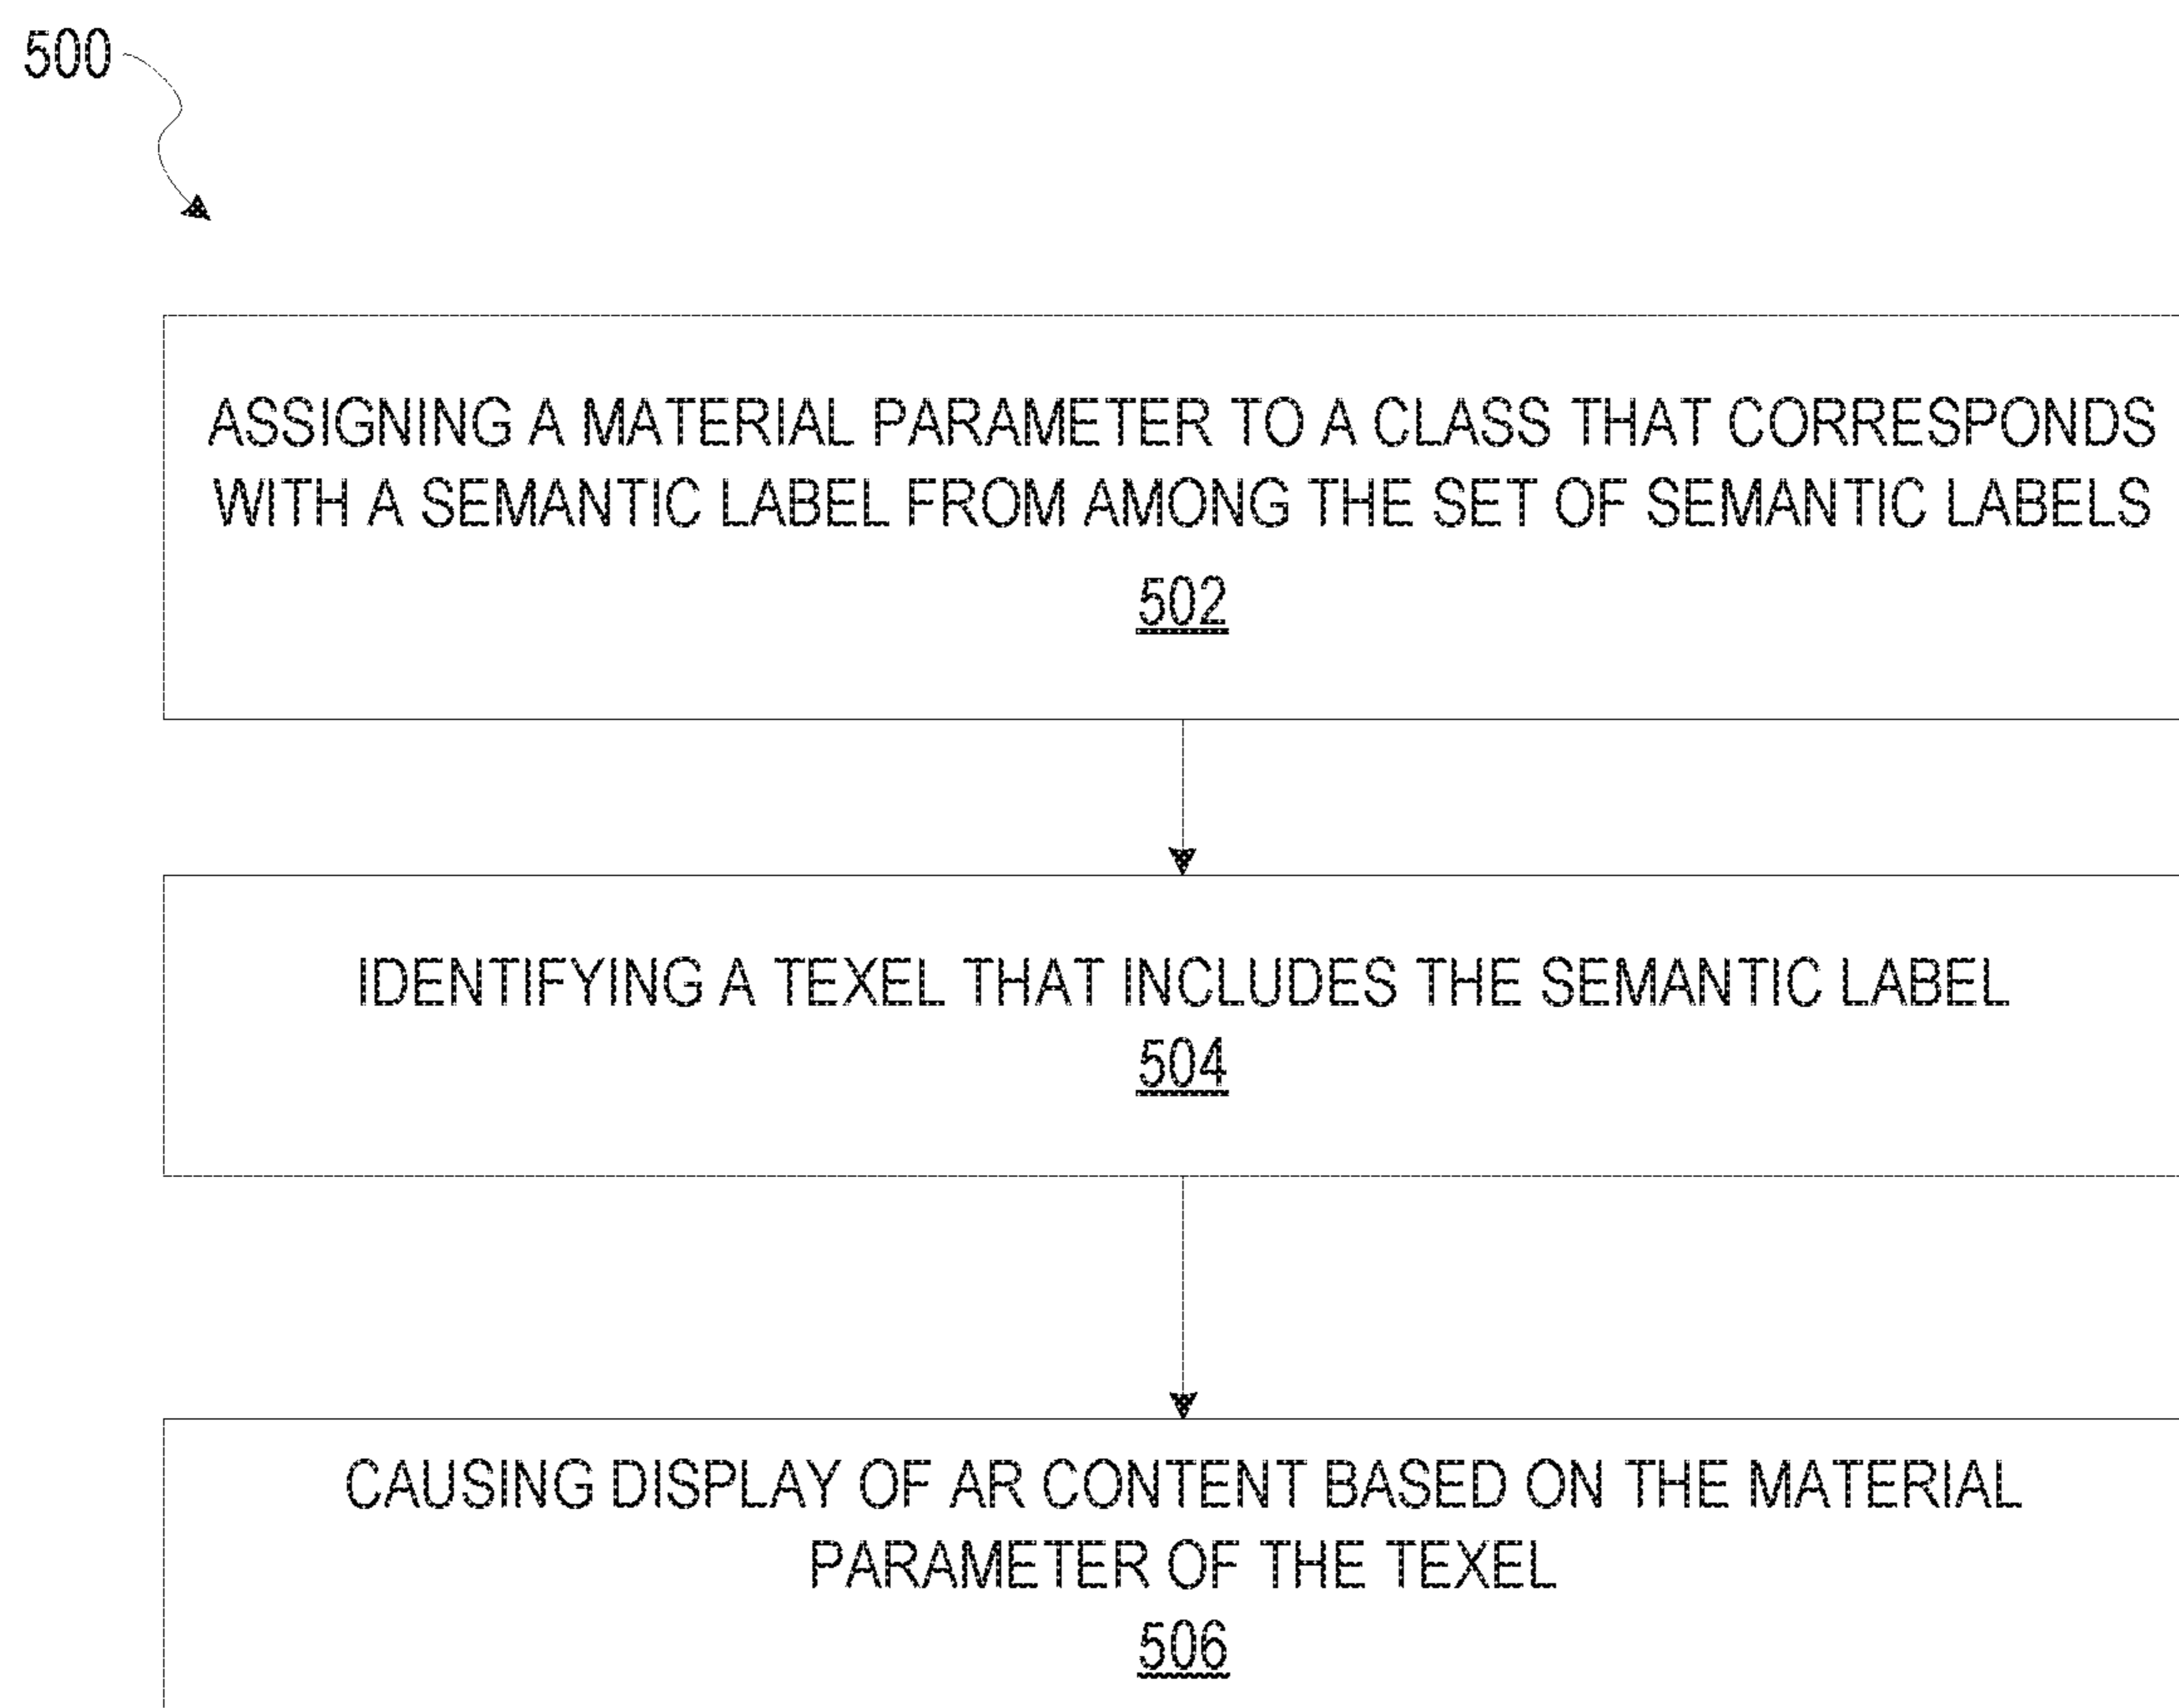 500
ASSIGNING A MATERIAL PARAMETER TO A CLASS THAT CORRESPONDS
WITH A SEMANTIC LABEL FROM AMONG THE SET OF SEMANTIC LABELS
502
IDENTIFYING A TEXEL THAT INCLUDES THE SEMANTIC LABEL
504
CAUSING DISPLAY OF AR CONTENT BASED ON THE MATERIAL
PARAMETER OF THE TEXEL
506